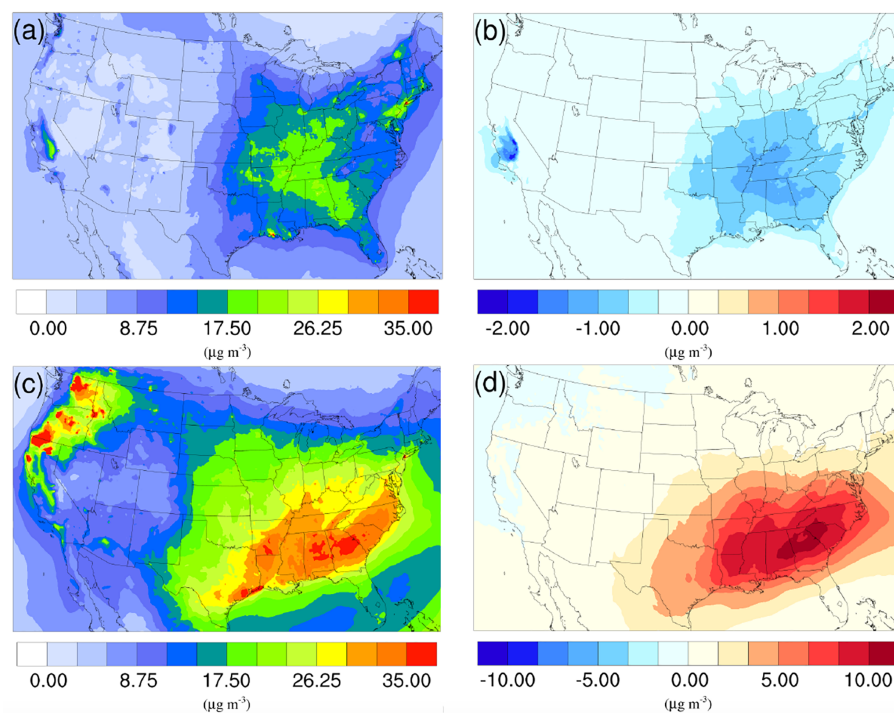 (a)
(b)
0.00 8.75 17.50 26.25 35.00
(µg m-3)
-2.00 -1.00 0.00 1.00 2.00
(µg m-3)
(c)
(d)
0.00 8.75 17.50 26.25 35.00
(µg m-3)
-10.00 -5.00 0.00 5.00 10.00
(µg m-3)